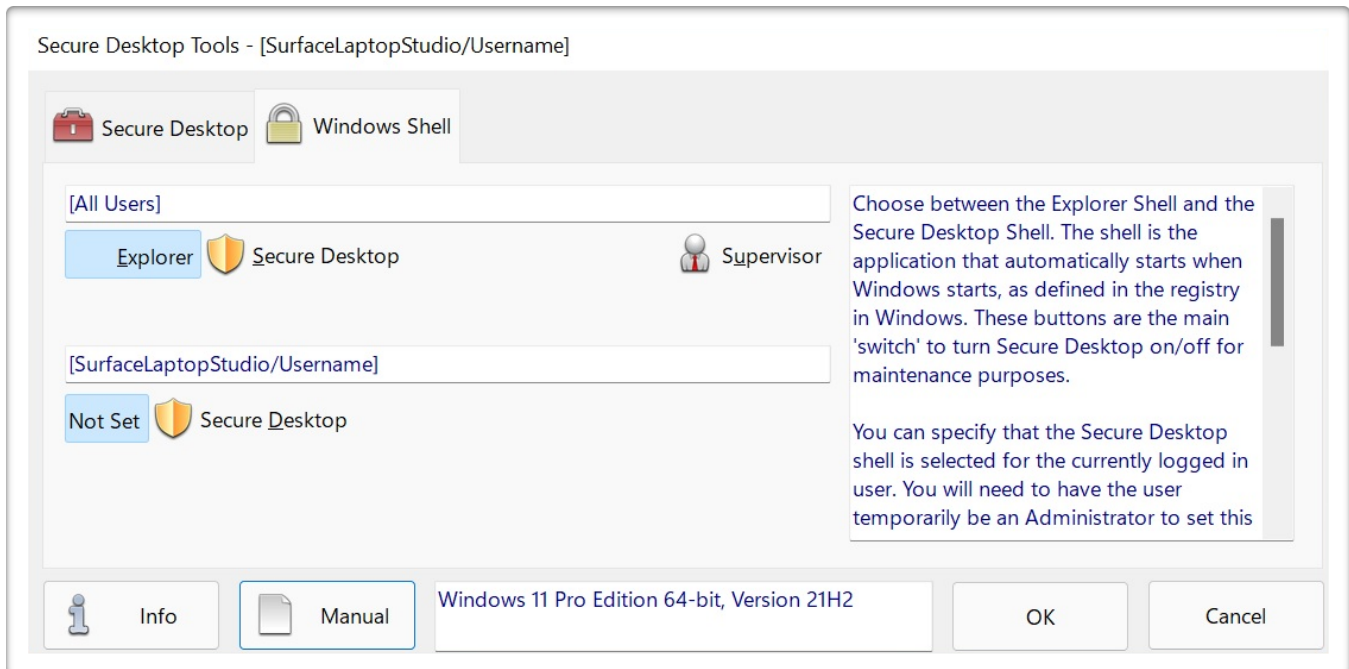 Secure Desktop Tools - [SurfaceLaptopStudio/Username]
Secure Desktop
Windows Shell
[All Users]
Explorer
Secure Desktop
Supervisor
[SurfaceLaptopStudio/Username]
Not Set
Secure Desktop
Choose between the Explorer Shell and the
Secure Desktop Shell. The shell is the
application that automatically starts when
Windows starts, as defined in the registry
in Windows. These buttons are the main
'switch' to turn Secure Desktop on/off for
maintenance purposes.
You can specify that the Secure Desktop
shell is selected for the currently logged in
user. You will need to have the user
temporarily be an Administrator to set this
Info
Manual
Windows 11 Pro Edition 64-bit, Version 21H2
OK
Cancel